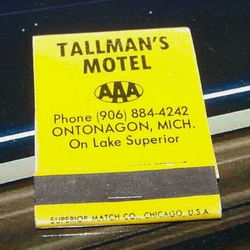 TALLMAN'S
MOTEL
AAA
Phone (906) 884-4242
ONTONAGON, MICH.
On Lake Superior
SUPERIOR MATCH CO., CHICAGO, U.S.A.